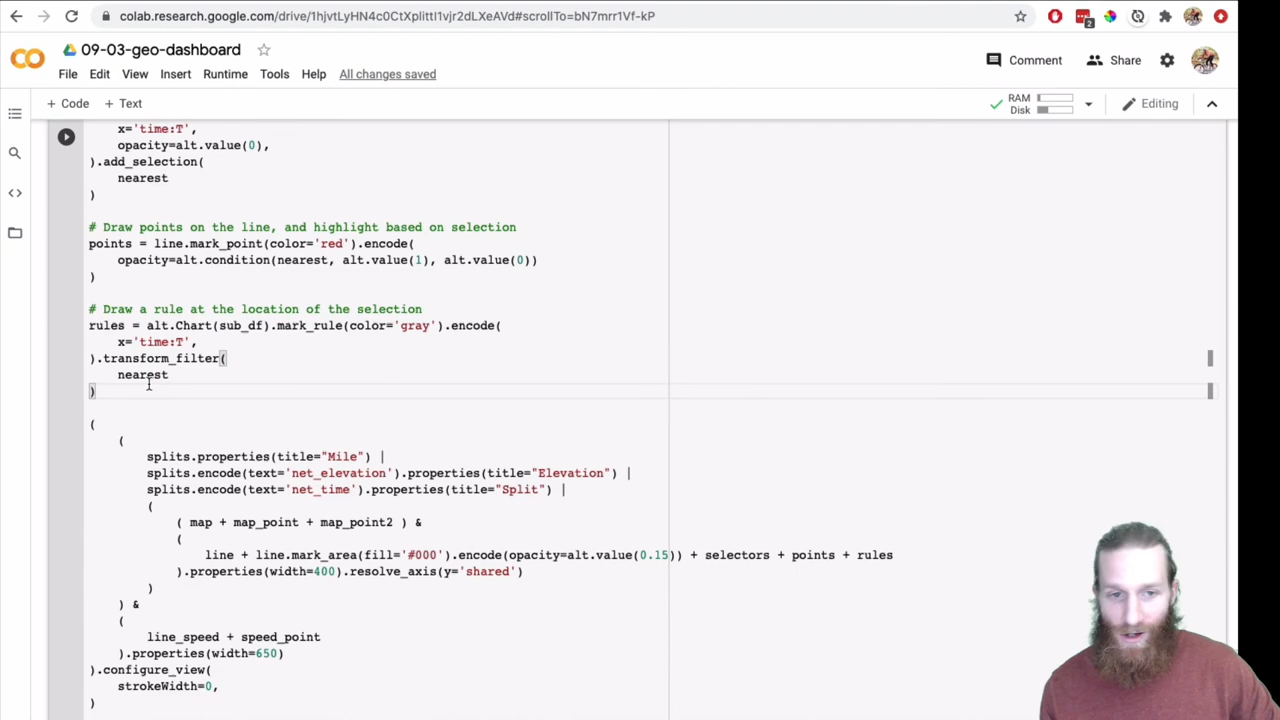 colab.research.google.com/drive/1hjvtLyHN4c0CtXplittI1vjr2dLXeAVd#scrollTo=bN7mrr1Vf-kP
2
09-03-geo-dashboard
File Edit View Insert Runtime Tools Help All changes saved
Comment Share
+ Code + Text
RAM
Disk
Editing
x='time:T',
opacity=alt.value(0),
).add_selection(
nearest
)
# Draw points on the line, and highlight based on selection
points = line.mark_point(color='red').encode(
opacity=alt.condition(nearest, alt.value(1), alt.value(0))
)
# Draw a rule at the location of the selection
rules = alt.Chart(sub_df).mark_rule(color='gray').encode(
x='time:T',
).transform_filter(
nearest
)
(
(
splits.properties(title="Mile") |
splits.encode(text='net_elevation').properties(title="Elevation") |
splits.encode(text='net_time').properties(title="Split") |
(
( map + map_point + map_point2 ) &
(
line + line.mark_area(fill='#000').encode(opacity=alt.value(0.15)) + selectors + points + rules
).properties(width=400).resolve_axis(y='shared')
)
) &
(
line_speed + speed_point
).properties(width=650)
).configure_view(
strokeWidth=0,
)